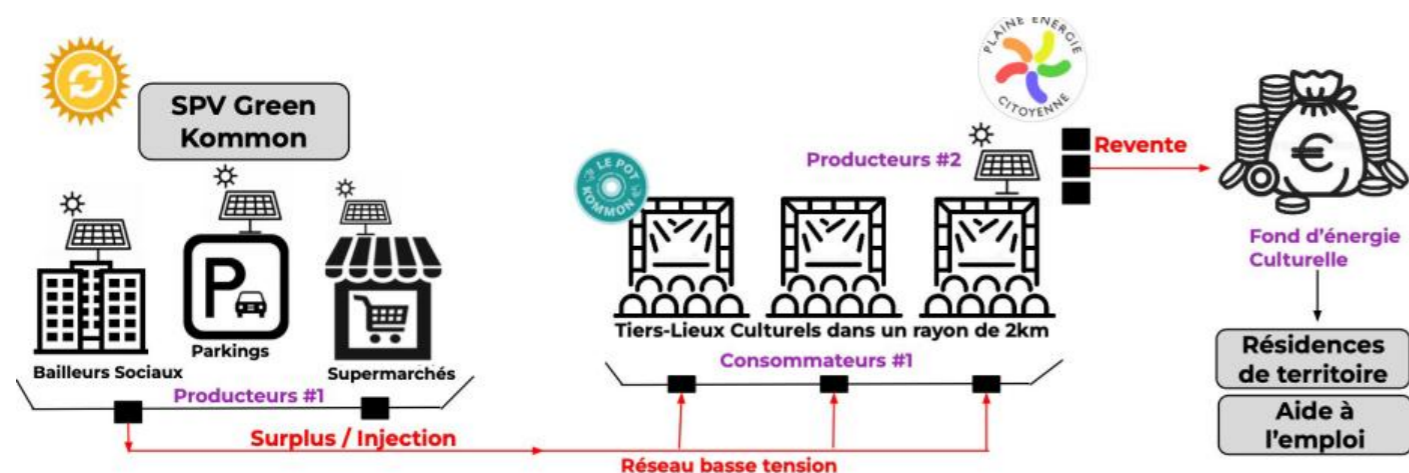 SPV Green
Kommon
Bailleurs Sociaux
Parkings
Supermarchés
Producteurs #1
Surplus / Injection
Réseau basse tension
LE POT
KOMMON
Tiers-Lieux Culturels dans un rayon de 2km
Consommateurs #1
Producteurs #2
PLAINE ENERGIE
CITOYENNE
Revente
€
Fond d'énergie
Culturelle
Résidences
de territoire
Aide à
l'emploi
P